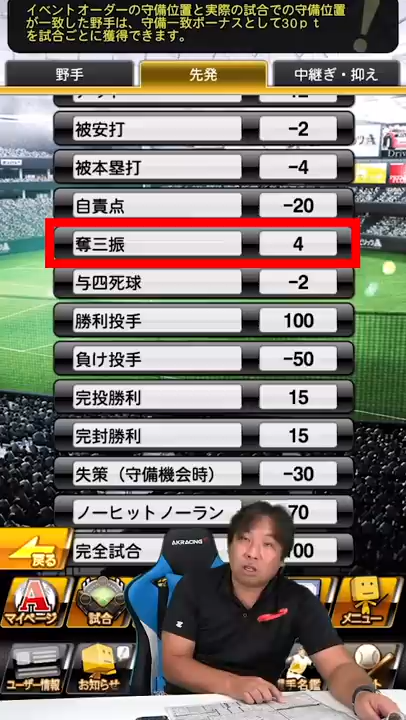 イベントオーダーの守備位置と実際の試合での守備位置
が一致した野手は、守備一致ボーナスとして30ｐｔ
を試合ごとに獲得できます。
野手 先発 中継ぎ・抑え
被安打 -2
被本塁打 -4
自責点 -20
奪三振 4
与四死球 -2
勝利投手 100
負け投手 -50
完投勝利 15
完封勝利 15
失策（守備機会時） -30
ノーヒットノーラン 70
完全試合
AKRACING
戻る
マイページ 試合 メニュー
ユーザー情報 お知らせ 選手名鑑